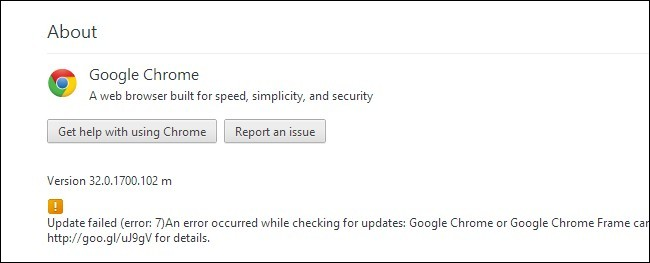 About
Google Chrome
A web browser built for speed, simplicity, and security
Get help with using Chrome
Report an issue
Version 32.0.1700.102 m
Update failed (error: 7)An error occurred while checking for updates: Google Chrome or Google Chrome Frame can
http://goo.gl/uJ9gV for details.